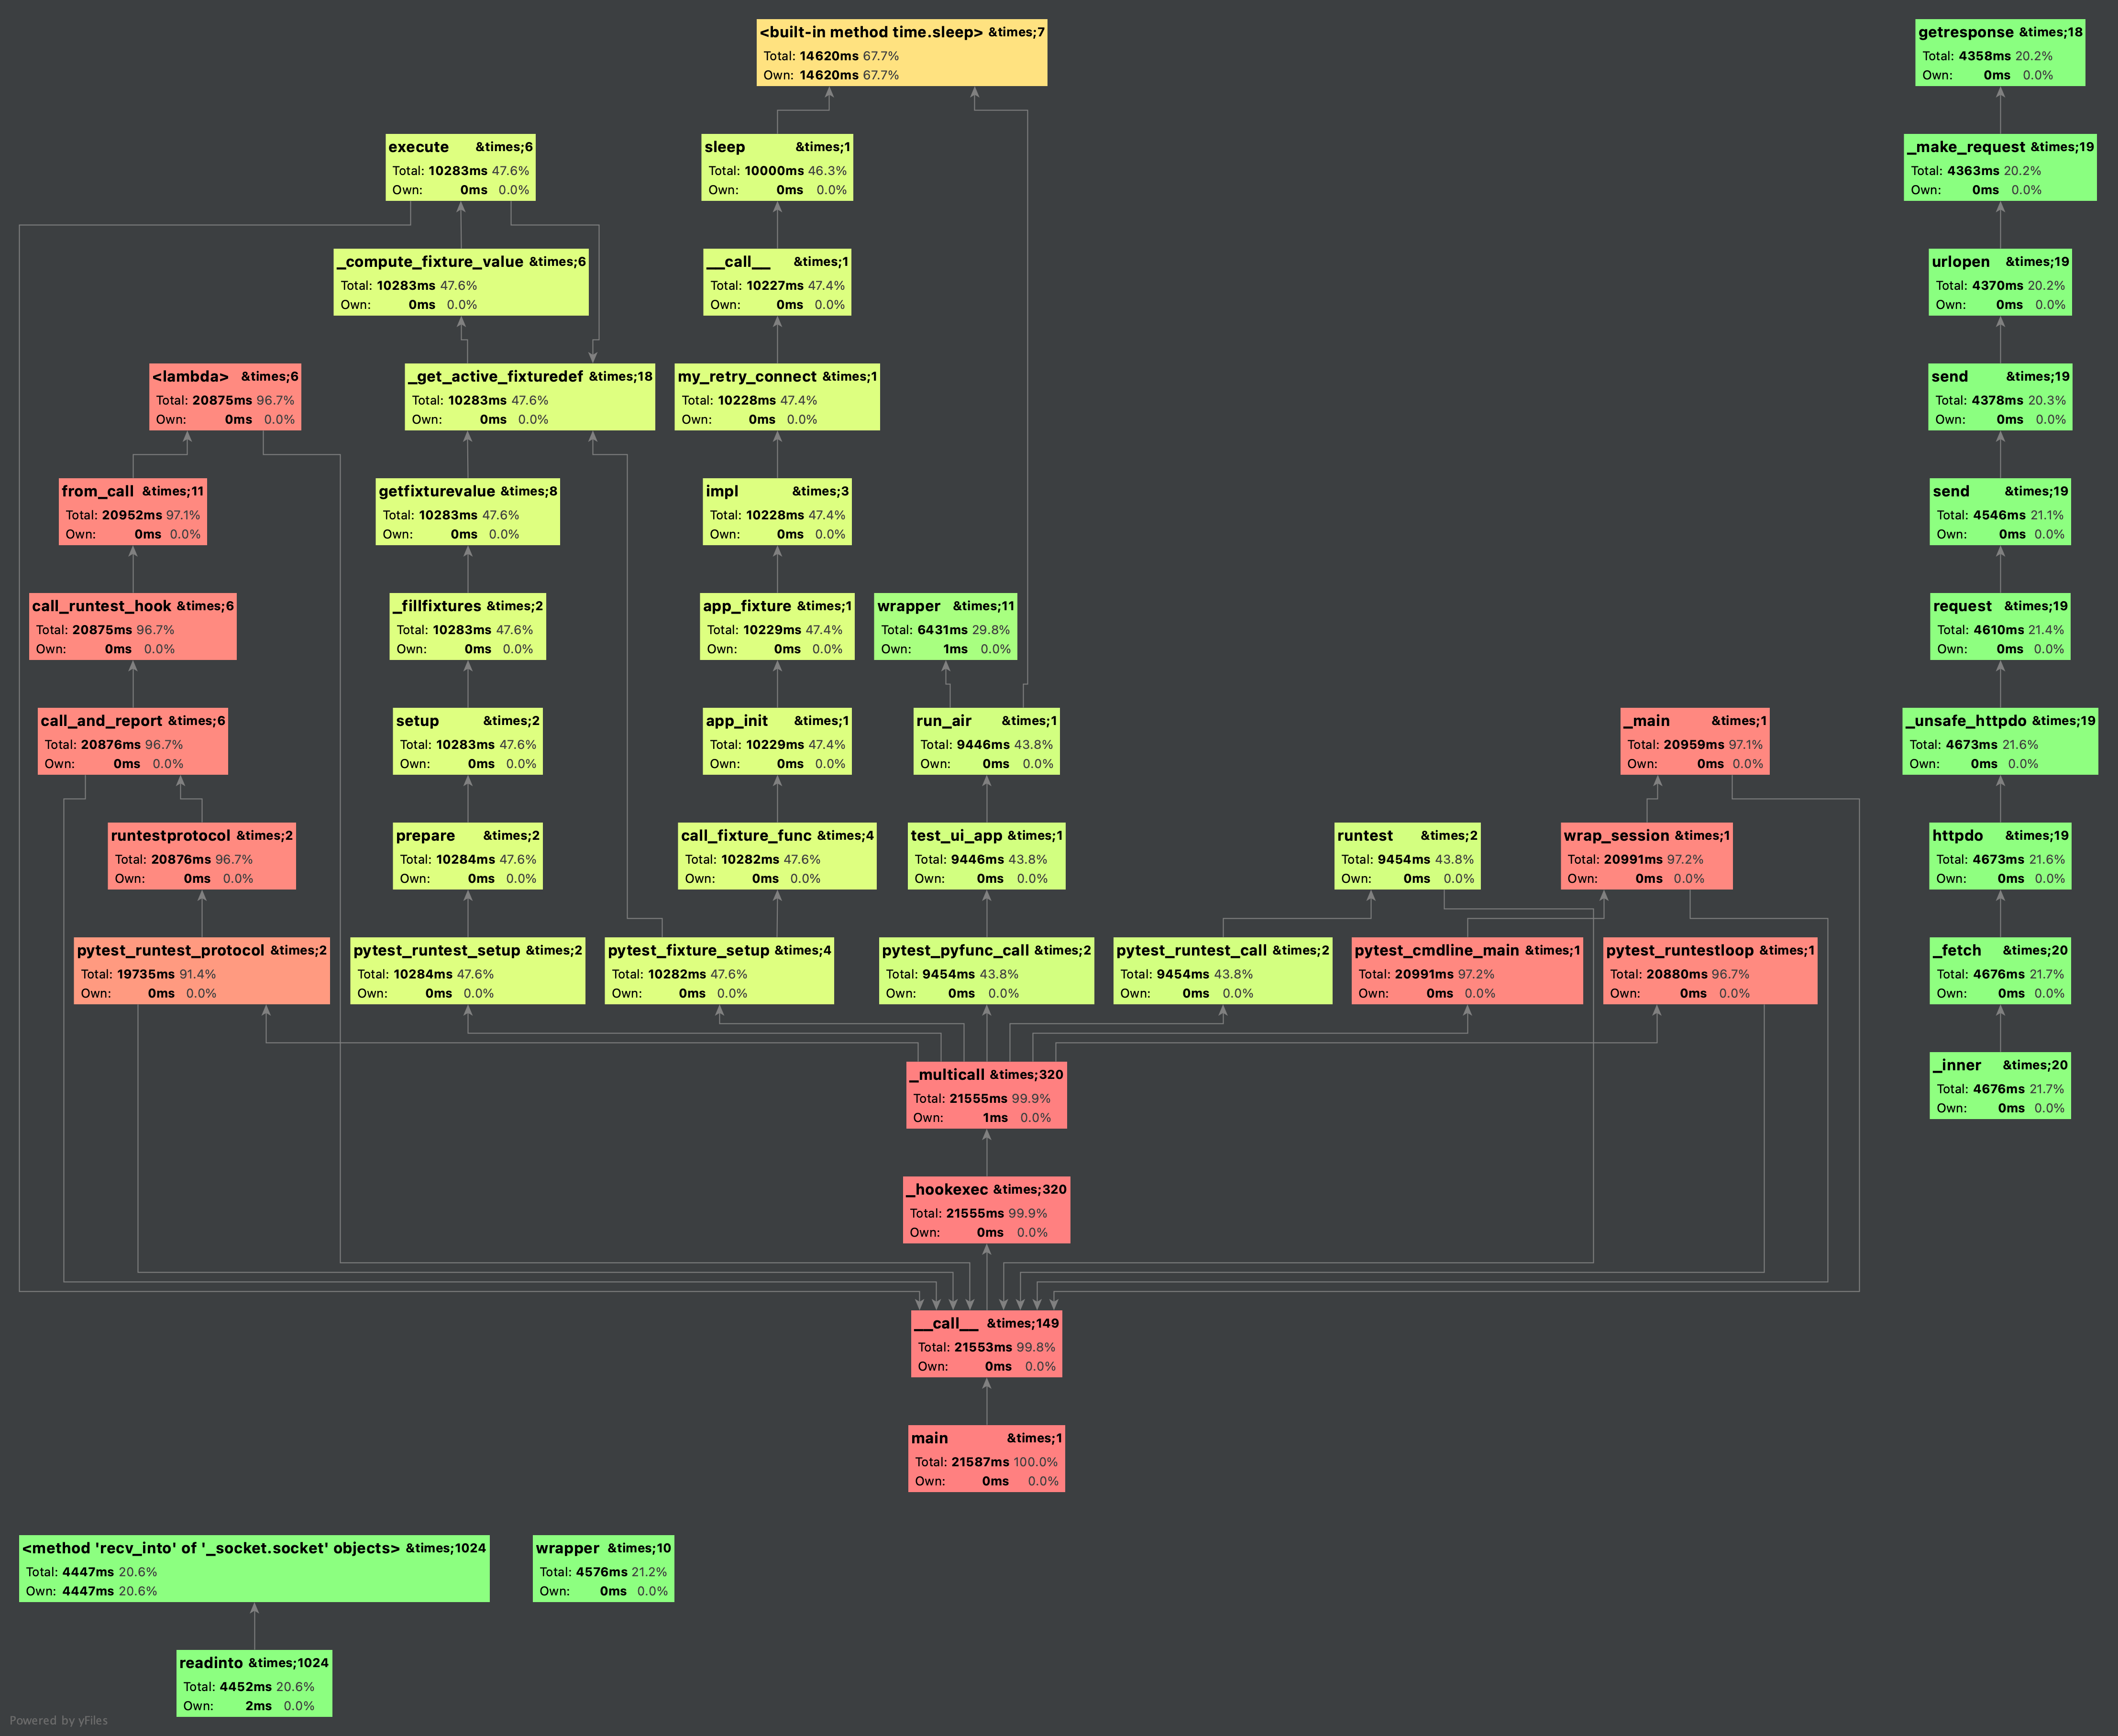 <built-in method time.sleep> &times;7
Total: 14620ms 67.7%
Own: 14620ms 67.7%
getresponse &times;18
Total: 4358ms 20.2%
Own: 0ms 0.0%
execute &times;6
Total: 10283ms 47.6%
Own: 0ms 0.0%
sleep &times;1
Total: 10000ms 46.3%
Own: 0ms 0.0%
_make_request &times;19
Total: 4363ms 20.2%
Own: 0ms 0.0%
_compute_fixture_value &times;6
Total: 10283ms 47.6%
Own: 0ms 0.0%
__call__ &times;1
Total: 10227ms 47.4%
Own: 0ms 0.0%
urlopen &times;19
Total: 4370ms 20.2%
Own: 0ms 0.0%
<lambda> &times;6
Total: 20875ms 96.7%
Own: 0ms 0.0%
_get_active_fixturedef &times;18
Total: 10283ms 47.6%
Own: 0ms 0.0%
my_retry_connect &times;1
Total: 10228ms 47.4%
Own: 0ms 0.0%
send &times;19
Total: 4378ms 20.3%
Own: 0ms 0.0%
from_call &times;11
Total: 20952ms 97.1%
Own: 0ms 0.0%
getfixturevalue &times;8
Total: 10283ms 47.6%
Own: 0ms 0.0%
impl &times;3
Total: 10228ms 47.4%
Own: 0ms 0.0%
send &times;19
Total: 4546ms 21.1%
Own: 0ms 0.0%
call_runtest_hook &times;6
Total: 20875ms 96.7%
Own: 0ms 0.0%
_fillfixtures &times;2
Total: 10283ms 47.6%
Own: 0ms 0.0%
app_fixture &times;1
Total: 10229ms 47.4%
Own: 0ms 0.0%
wrapper &times;11
Total: 6431ms 29.8%
Own: 1ms 0.0%
request &times;19
Total: 4610ms 21.4%
Own: 0ms 0.0%
call_and_report &times;6
Total: 20876ms 96.7%
Own: 0ms 0.0%
setup &times;2
Total: 10283ms 47.6%
Own: 0ms 0.0%
app_init &times;1
Total: 10229ms 47.4%
Own: 0ms 0.0%
run_air &times;1
Total: 9446ms 43.8%
Own: 0ms 0.0%
_main &times;1
Total: 20959ms 97.1%
Own: 0ms 0.0%
_unsafe_httpdo &times;19
Total: 4673ms 21.6%
Own: 0ms 0.0%
runtestprotocol &times;2
Total: 20876ms 96.7%
Own: 0ms 0.0%
prepare &times;2
Total: 10284ms 47.6%
Own: 0ms 0.0%
call_fixture_func &times;4
Total: 10282ms 47.6%
Own: 0ms 0.0%
test_ui_app &times;1
Total: 9446ms 43.8%
Own: 0ms 0.0%
runtest &times;2
Total: 9454ms 43.8%
Own: 0ms 0.0%
wrap_session &times;1
Total: 20991ms 97.2%
Own: 0ms 0.0%
httpdo &times;19
Total: 4673ms 21.6%
Own: 0ms 0.0%
pytest_runtest_protocol &times;2
Total: 19735ms 91.4%
Own: 0ms 0.0%
pytest_runtest_setup &times;2
Total: 10284ms 47.6%
Own: 0ms 0.0%
pytest_fixture_setup &times;4
Total: 10282ms 47.6%
Own: 0ms 0.0%
pytest_pyfunc_call &times;2
Total: 9454ms 43.8%
Own: 0ms 0.0%
pytest_runtest_call &times;2
Total: 9454ms 43.8%
Own: 0ms 0.0%
pytest_cmdline_main &times;1
Total: 20991ms 97.2%
Own: 0ms 0.0%
pytest_runtestloop &times;1
Total: 20880ms 96.7%
Own: 0ms 0.0%
_fetch &times;20
Total: 4676ms 21.7%
Own: 0ms 0.0%
_multicall &times;320
Total: 21555ms 99.9%
Own: 1ms 0.0%
_inner &times;20
Total: 4676ms 21.7%
Own: 0ms 0.0%
_hookexec &times;320
Total: 21555ms 99.9%
Own: 0ms 0.0%
__call__ &times;149
Total: 21553ms 99.8%
Own: 0ms 0.0%
main &times;1
Total: 21587ms 100.0%
Own: 0ms 0.0%
<method 'recv_into' of '_socket.socket' objects> &times;1024
Total: 4447ms 20.6%
Own: 4447ms 20.6%
wrapper &times;10
Total: 4576ms 21.2%
Own: 0ms 0.0%
readinto &times;1024
Total: 4452ms 20.6%
Own: 2ms 0.0%
Powered by yFiles